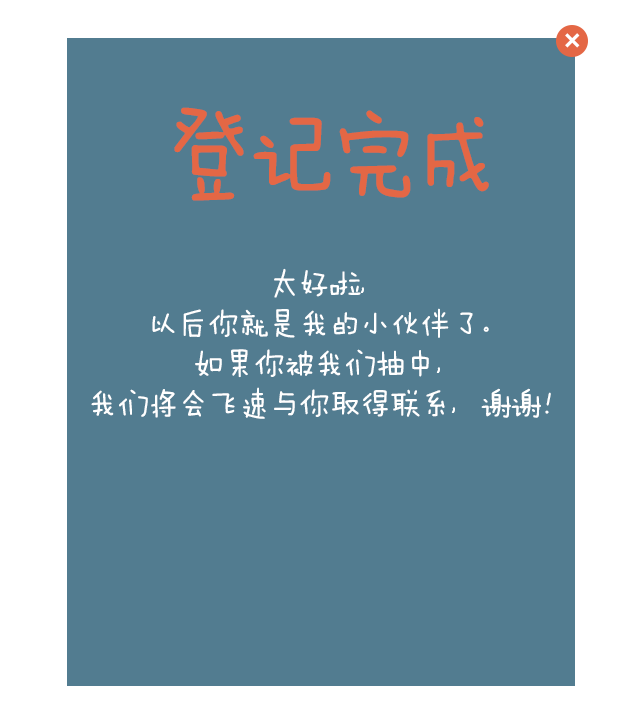 登记完成
太好啦,
以后你就是我的小伙伴了。
如果你被我们抽中,
我们将会飞速与你取得联系, 谢谢!